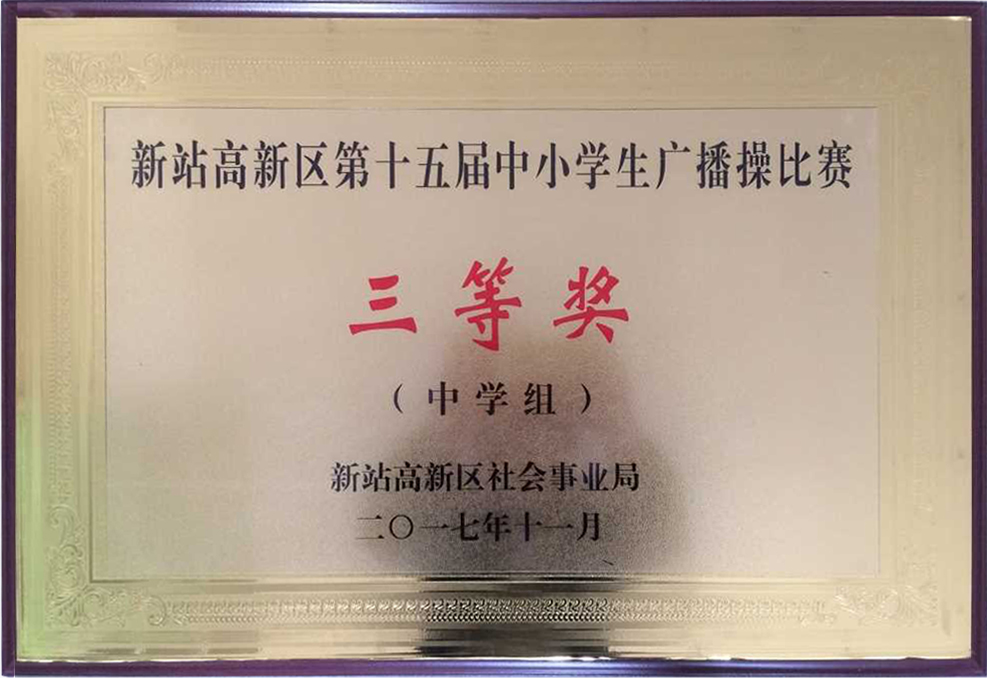 新站高新区第十五届中小学生广播操比赛
三等奖
（中学组）
新站高新区社会事业局
二〇一七年十一月